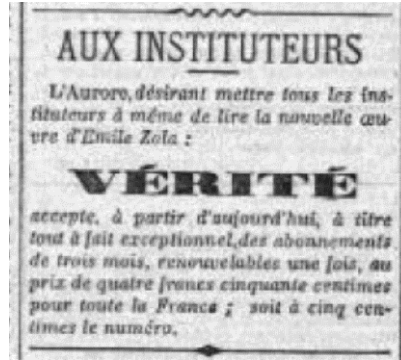 AUX INSTITUTEURS
L'Aurore, désirant mettre tous les ins-
tituteurs à même de lire la nouvelle œu-
vre d'Emile Zola :
VÉRITÉ
accepte, à partir d'aujourd'hui, à titre
tout à fait exceptionnel, des abonnements
de trois mois, renouvelables une fois, au
prix de quatre francs cinquante centimes
pour toute la France ; soit à cinq cen-
times le numéro.